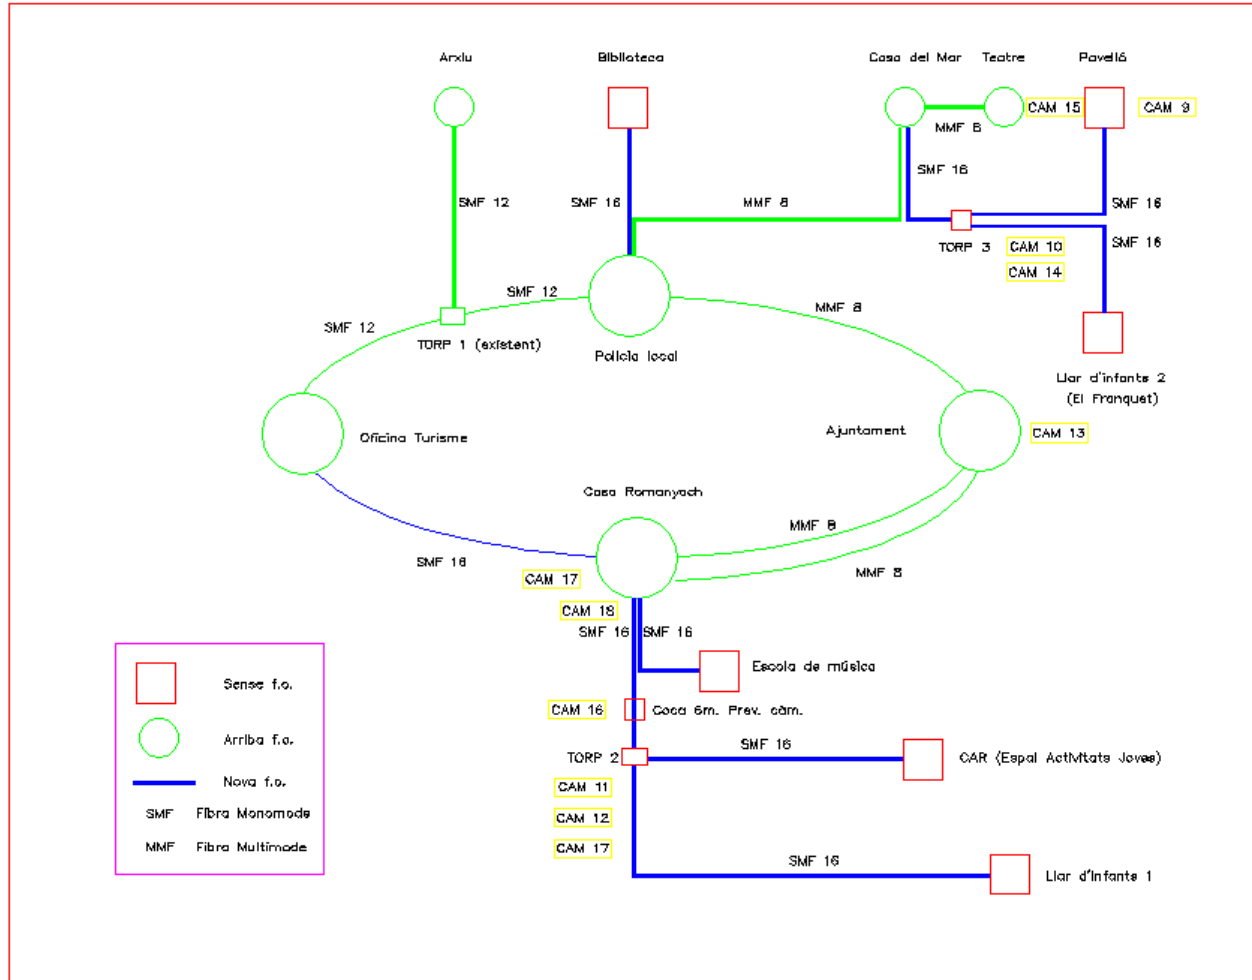 Arxiu
Biblioteca
Casa del Mar
Teatre
Pavelló
CAM 15
CAM 9
MMF 6
SMF 16
SMF 12
SMF 16
MMF 8
SMF 16
SMF 16
TORP 3
CAM 10
CAM 14
SMF 12
MMF 8
SMF 12
TORP 1 (existent)
Policia local
Llar d'infants 2
(El Franquet)
Oficina Turisme
Ajuntament
CAM 13
Casa Romanyach
MMF 8
SMF 16
MMF 8
CAM 17
CAM 18
SMF 16
SMF 16
Escola de música
Sense f.o.
CAM 16
Coca 6m. Prev. càm.
Arriba f.o.
SMF 16
TORP 2
CAR (Espai Activitats Joves)
Nova f.o.
CAM 11
SMF Fibra Monomode
CAM 12
MMF Fibra Multimode
CAM 17
SMF 16
Llar d'Infants 1